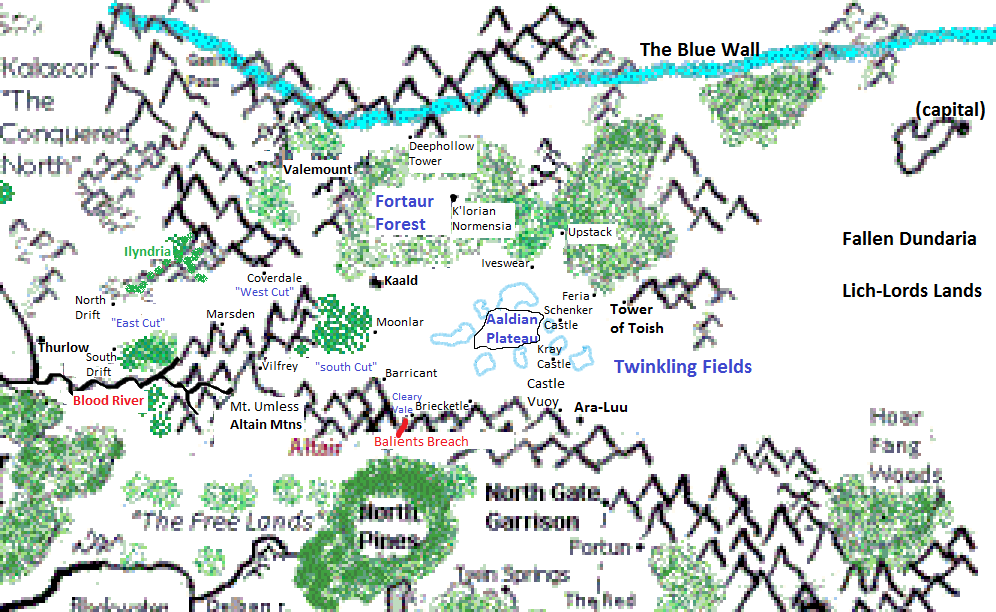 The Blue Wall
Kalascor -
"The
Conquered
North"
Pass
(capital)
Deephollow
Tower
Valemount
Fortaur
Forest
K'lorian
Normensia
Upstack
Fallen Dundaria
Ilyndria
Iveswear
Coverdale
"West Cut"
Kaald
Lich-Lords Lands
North
Drift
"East Cut"
Marsden
Moonlar
Aaldian
Plateau
Feria
Schenker
Castle
Tower
of Toish
Thurlow
South
Drift
Vilfrey
"south Cut"
Kray
Castle
Twinkling Fields
Barricant
Castle
Vuoy
Blood River
Mt. Umless
Altain Mtns
Cleary
Vale
Briecketle
Ara-Luu
Altair
Balients Breach
Hoar
Fang
Woods
"The Free Lands"
North
Pines
North Gate
Garrison
Fortun
Twin Springs
The Red